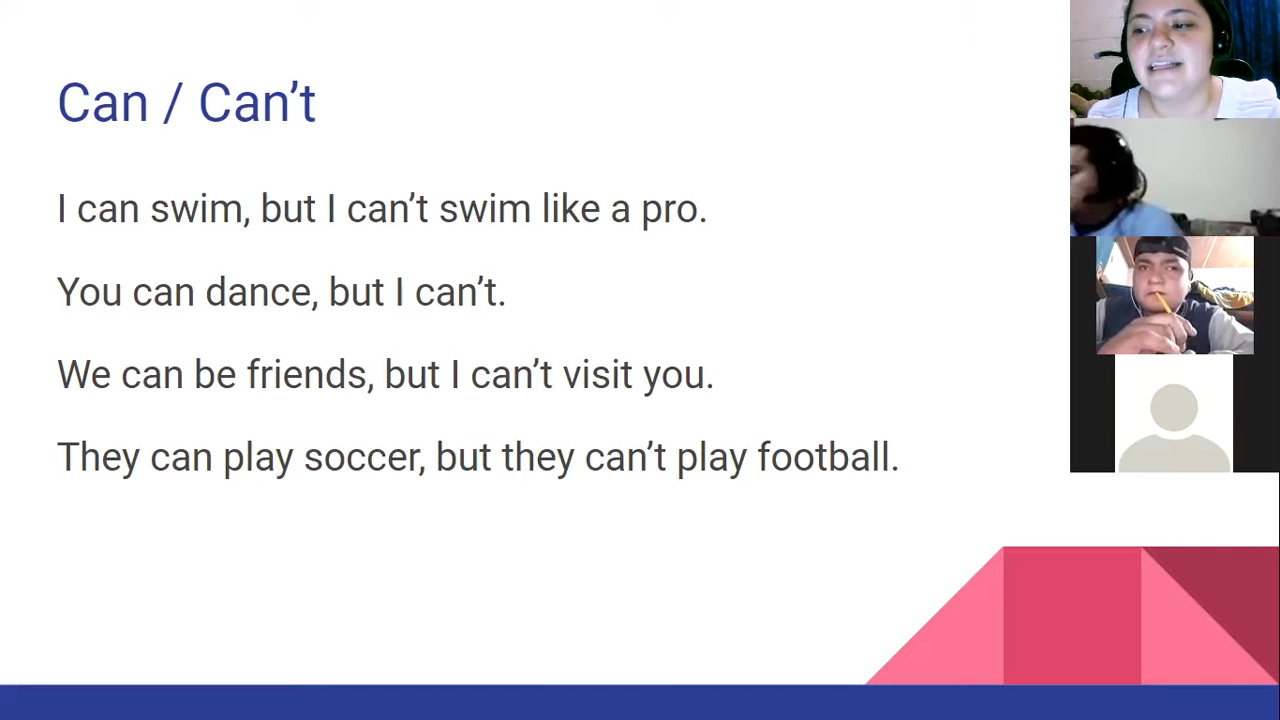 Can / Can’t
I can swim, but I can’t swim like a pro.
You can dance, but I can’t.
We can be friends, but I can’t visit you.
They can play soccer, but they can’t play football.